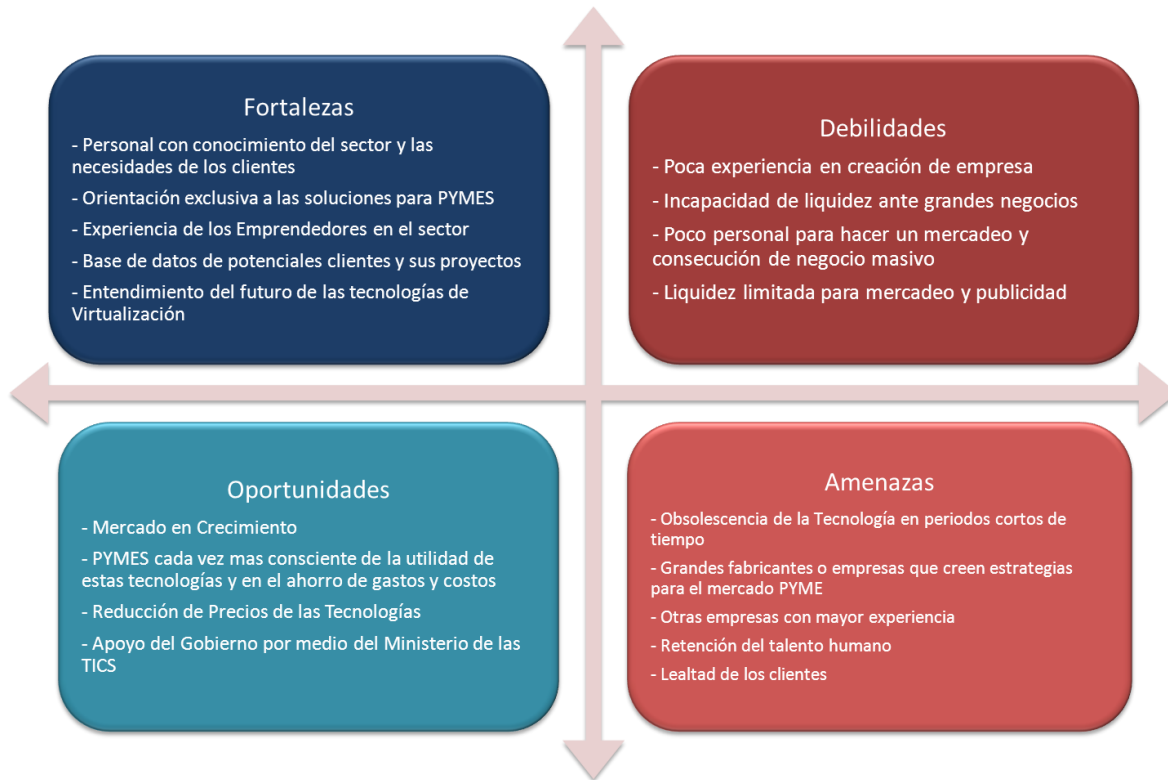 Fortalezas
- Personal con conocimiento del sector y las
necesidades de los clientes
- Orientación exclusiva a las soluciones para PYMES
- Experiencia de los Emprendedores en el sector
- Base de datos de potenciales clientes y sus proyectos
- Entendimiento del futuro de las tecnologías de
Virtualización
Debilidades
- Poca experiencia en creación de empresa
- Incapacidad de liquidez ante grandes negocios
- Poco personal para hacer un mercadeo y
consecución de negocio masivo
- Liquidez limitada para mercadeo y publicidad
Oportunidades
- Mercado en Crecimiento
- PYMES cada vez mas consciente de la utilidad de
estas tecnologías y en el ahorro de gastos y costos
- Reducción de Precios de las Tecnologías
- Apoyo del Gobierno por medio del Ministerio de las
TICS
Amenazas
- Obsolescencia de la Tecnología en periodos cortos de
tiempo
- Grandes fabricantes o empresas que creen estrategias
para el mercado PYME
- Otras empresas con mayor experiencia
- Retención del talento humano
- Lealtad de los clientes